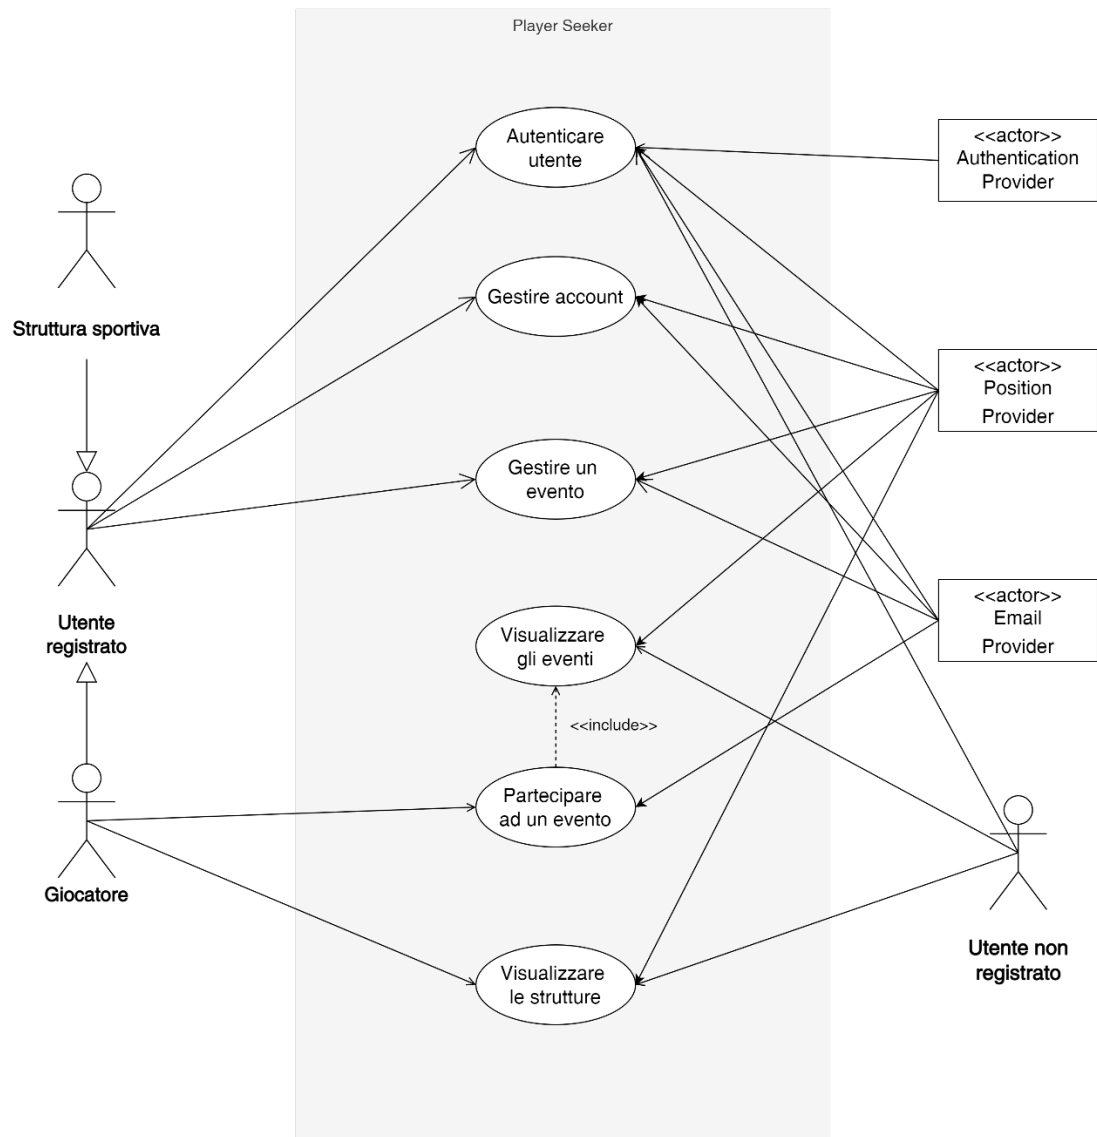 Player Seeker
Autenticare
utente
<<actor>>
Authentication
Provider
Struttura sportiva
Gestire account
<<actor>>
Position
Provider
Gestire un
evento
Utente
registrato
<<actor>>
Email
Provider
Visualizzare
gli eventi
<<include>>
Partecipare
ad un evento
Giocatore
Utente non
registrato
Visualizzare
le strutture